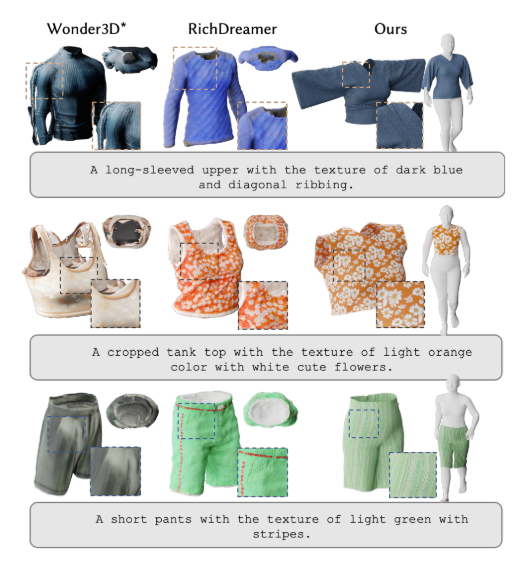 Wonder3D* RichDreamer Ours
A long-sleeved upper with the texture of dark blue
and diagonal ribbing.
A cropped tank top with the texture of light orange
color with white cute flowers.
A short pants with the texture of light green with
stripes.